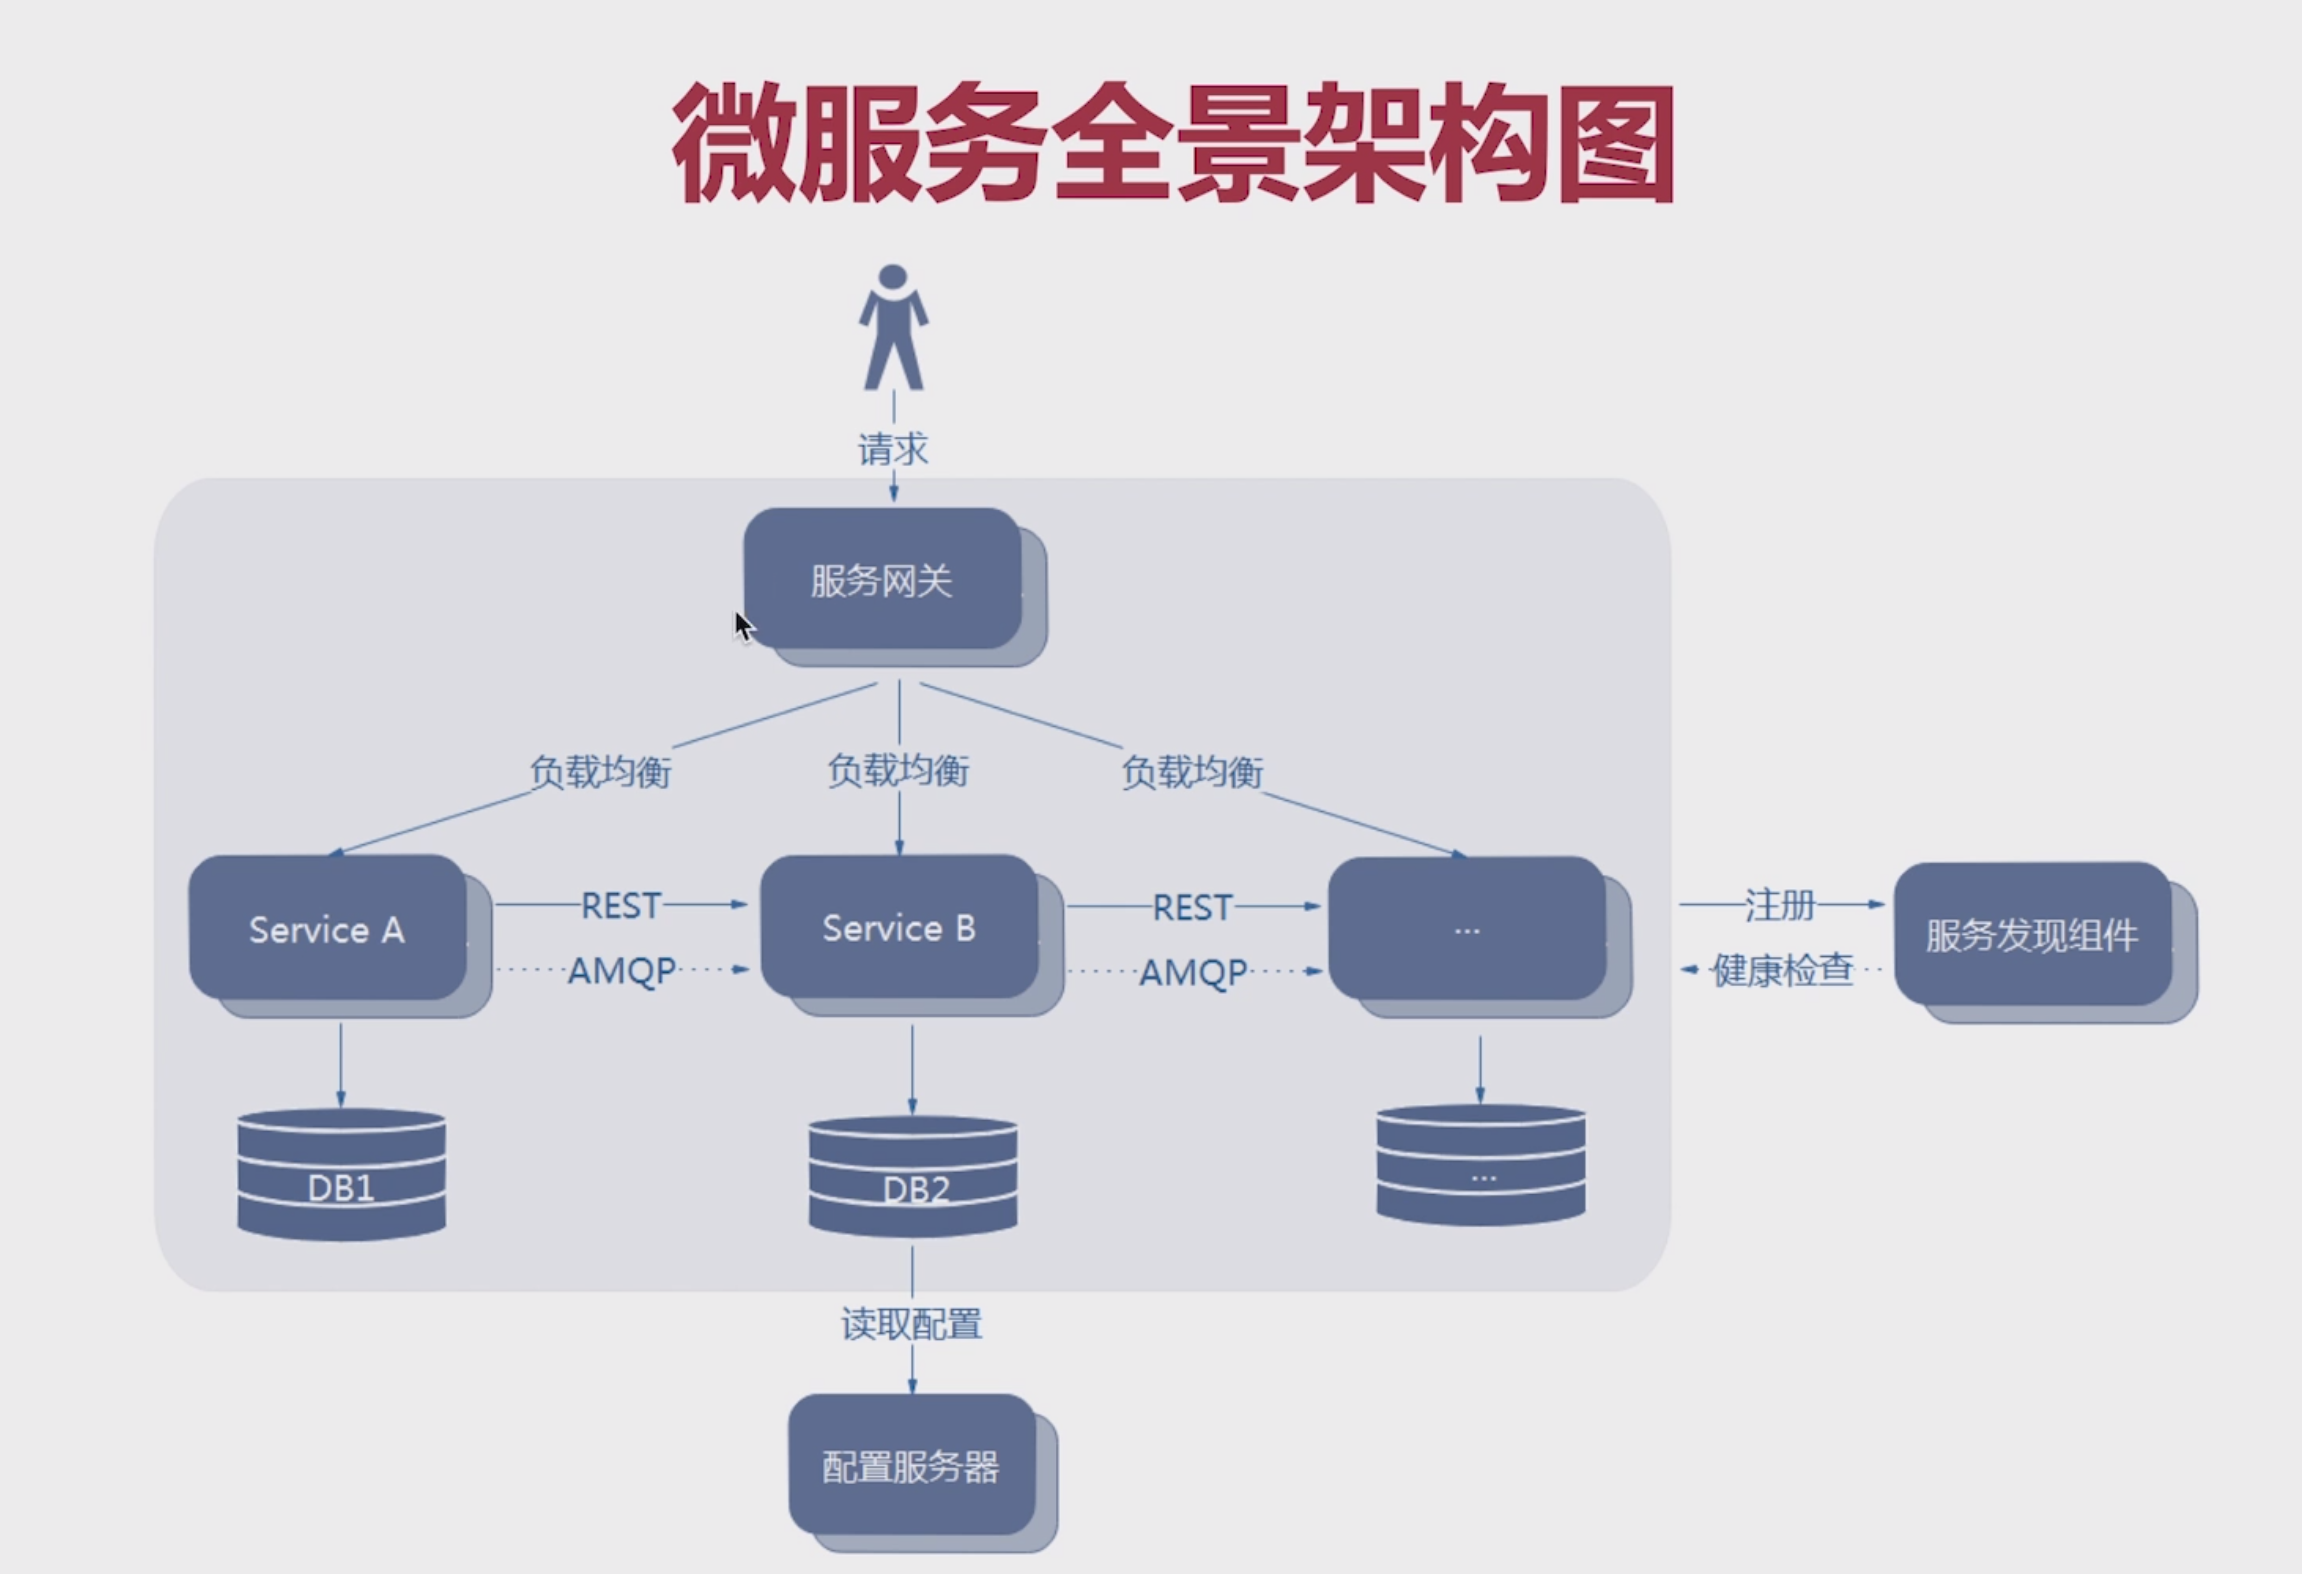 微服务全景架构图
请求
服务网关
负载均衡 负载均衡 负载均衡
Service A REST Service B REST ... 注册 服务发现组件
AMQP AMQP 健康检查
DB1 DB2 ...
读取配置
配置服务器